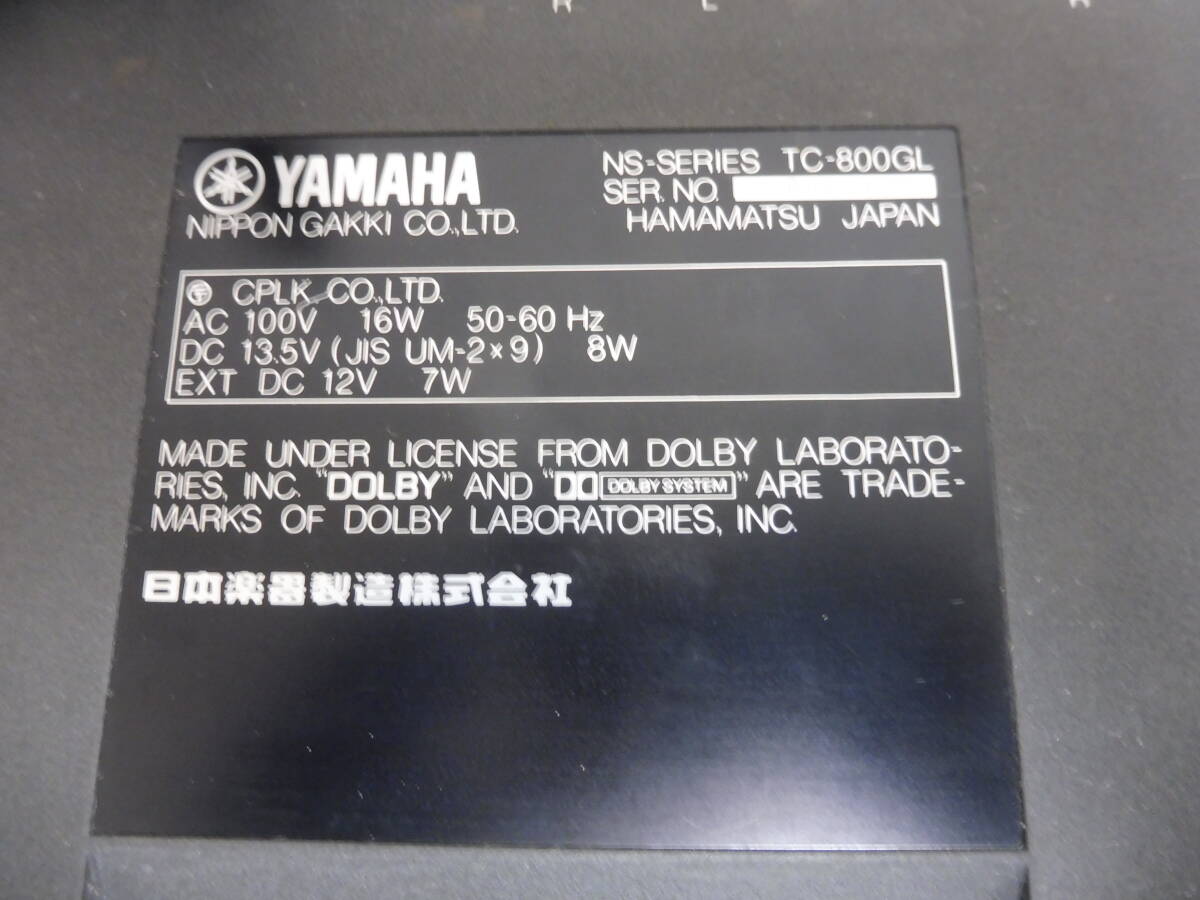 R L R
YAMAHA NS-SERIES TC-800GL
SER. NO.
NIPPON GAKKI CO.,LTD. HAMAMATSU JAPAN
〒 CPLK CO.,LTD.
AC 100V 16W 50-60 Hz
DC 13.5V (JIS UM-2×9) 8W
EXT DC 12V 7W
MADE UNDER LICENSE FROM DOLBY LABORATO-
RIES, INC. "DOLBY" AND "DOLBY SYSTEM" ARE TRADE-
MARKS OF DOLBY LABORATORIES, INC.
日本楽器製造株式会社